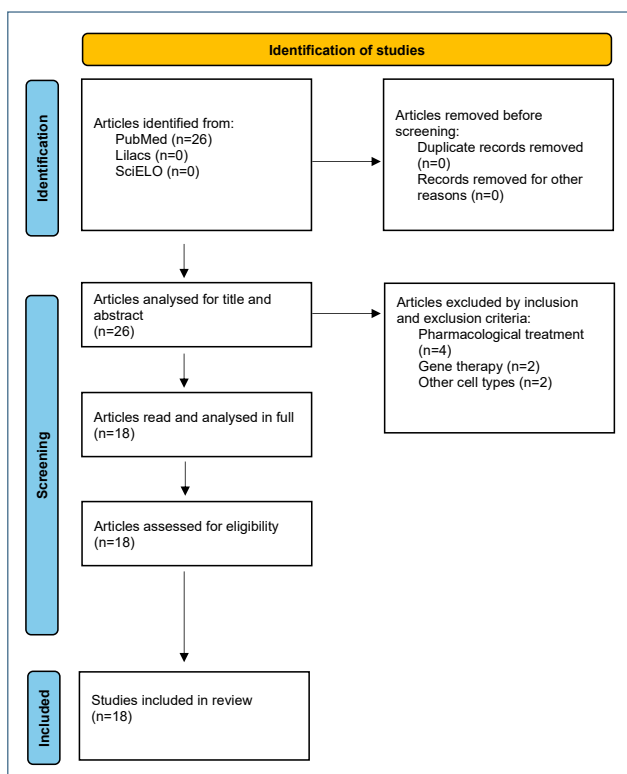 Identification of studies
Identification
Articles identified from:
PubMed (n=26)
Lilacs (n=0)
SciELO (n=0)
Articles removed before
screening:
Duplicate records removed
(n=0)
Records removed for other
reasons (n=0)
Screening
Articles analysed for title and
abstract
(n=26)
Articles excluded by inclusion
and exclusion criteria:
Pharmacological treatment
(n=4)
Gene therapy (n=2)
Other cell types (n=2)
Articles read and analysed in full
(n=18)
Articles assessed for eligibility
(n=18)
Included
Studies included in review
(n=18)